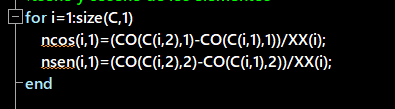 for i=1:size(C,1)
ncos(i,1)=(CO(C(i,2),1)-CO(C(i,1),1))/XX(i);
nsen(i,1)=(CO(C(i,2),2)-CO(C(i,1),2))/XX(i);
end